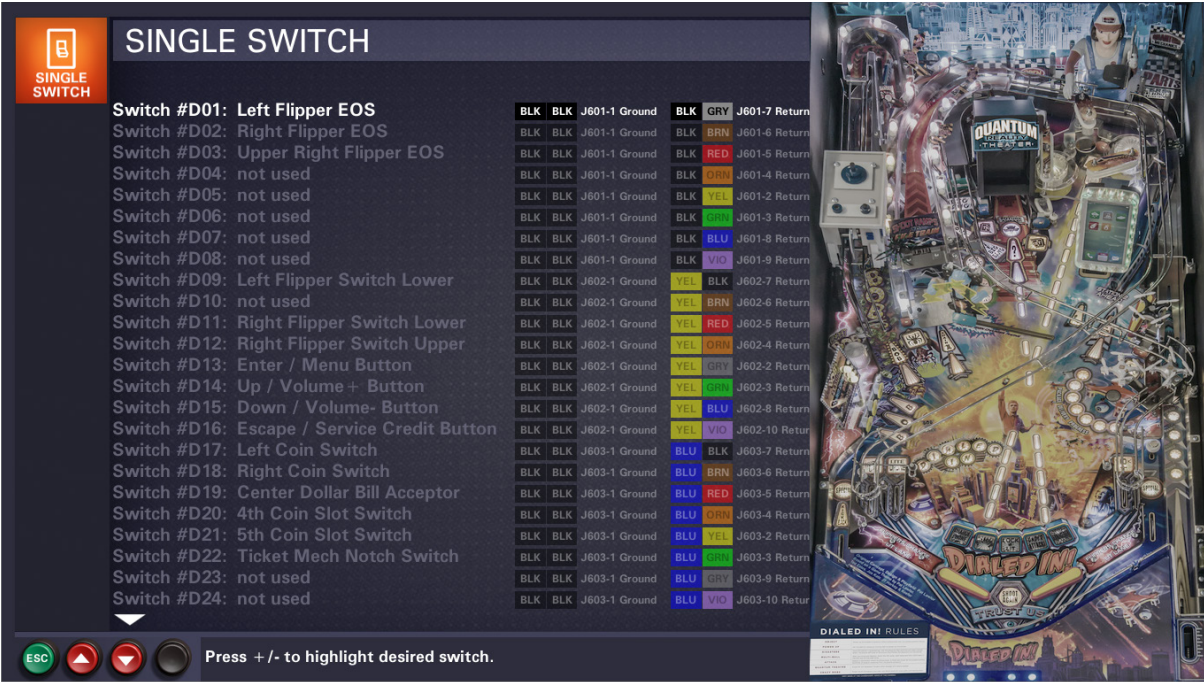 SINGLE SWITCH
SINGLE
SWITCH
Switch #D01: Left Flipper EOS BLK BLK J601-1 Ground BLK GRY J601-7 Return
Switch #D02: Right Flipper EOS BLK BLK J601-1 Ground BLK BRN J601-6 Return
Switch #D03: Upper Right Flipper EOS BLK BLK J601-1 Ground BLK RED J601-5 Return
Switch #D04: not used BLK BLK J601-1 Ground BLK ORN J601-4 Return
Switch #D05: not used BLK BLK J601-1 Ground BLK YEL J601-2 Return
Switch #D06: not used BLK BLK J601-1 Ground BLK GRN J601-3 Return
Switch #D07: not used BLK BLK J601-1 Ground BLK BLU J601-8 Return
Switch #D08: not used BLK BLK J601-1 Ground BLK VIO J601-9 Return
Switch #D09: Left Flipper Switch Lower BLK BLK J602-1 Ground YEL BLK J602-7 Return
Switch #D10: not used BLK BLK J602-1 Ground YEL BRN J602-6 Return
Switch #D11: Right Flipper Switch Lower BLK BLK J602-1 Ground YEL RED J602-5 Return
Switch #D12: Right Flipper Switch Upper BLK BLK J602-1 Ground YEL ORN J602-4 Return
Switch #D13: Enter / Menu Button BLK BLK J602-1 Ground YEL GRY J602-2 Return
Switch #D14: Up / Volume+ Button BLK BLK J602-1 Ground YEL GRN J602-3 Return
Switch #D15: Down / Volume- Button BLK BLK J602-1 Ground YEL BLU J602-8 Return
Switch #D16: Escape / Service Credit Button BLK BLK J602-1 Ground YEL VIO J602-10 Retur
Switch #D17: Left Coin Switch BLK BLK J603-1 Ground BLU BLK J603-7 Return
Switch #D18: Right Coin Switch BLK BLK J603-1 Ground BLU BRN J603-6 Return
Switch #D19: Center Dollar Bill Acceptor BLK BLK J603-1 Ground BLU RED J603-5 Return
Switch #D20: 4th Coin Slot Switch BLK BLK J603-1 Ground BLU ORN J603-4 Return
Switch #D21: 5th Coin Slot Switch BLK BLK J603-1 Ground BLU YEL J603-2 Return
Switch #D22: Ticket Mech Notch Switch BLK BLK J603-1 Ground BLU GRN J603-3 Return
Switch #D23: not used BLK BLK J603-1 Ground BLU GRY J603-9 Return
Switch #D24: not used BLK BLK J603-1 Ground BLU VIO J603-10 Retur
ESC
Press +/- to highlight desired switch.
PARTS
QUANTUM
REALITY
THEATER
DIALED IN!
SHOOT
AGAIN
TRUST US
DIALED IN! RULES
DIALED IN!